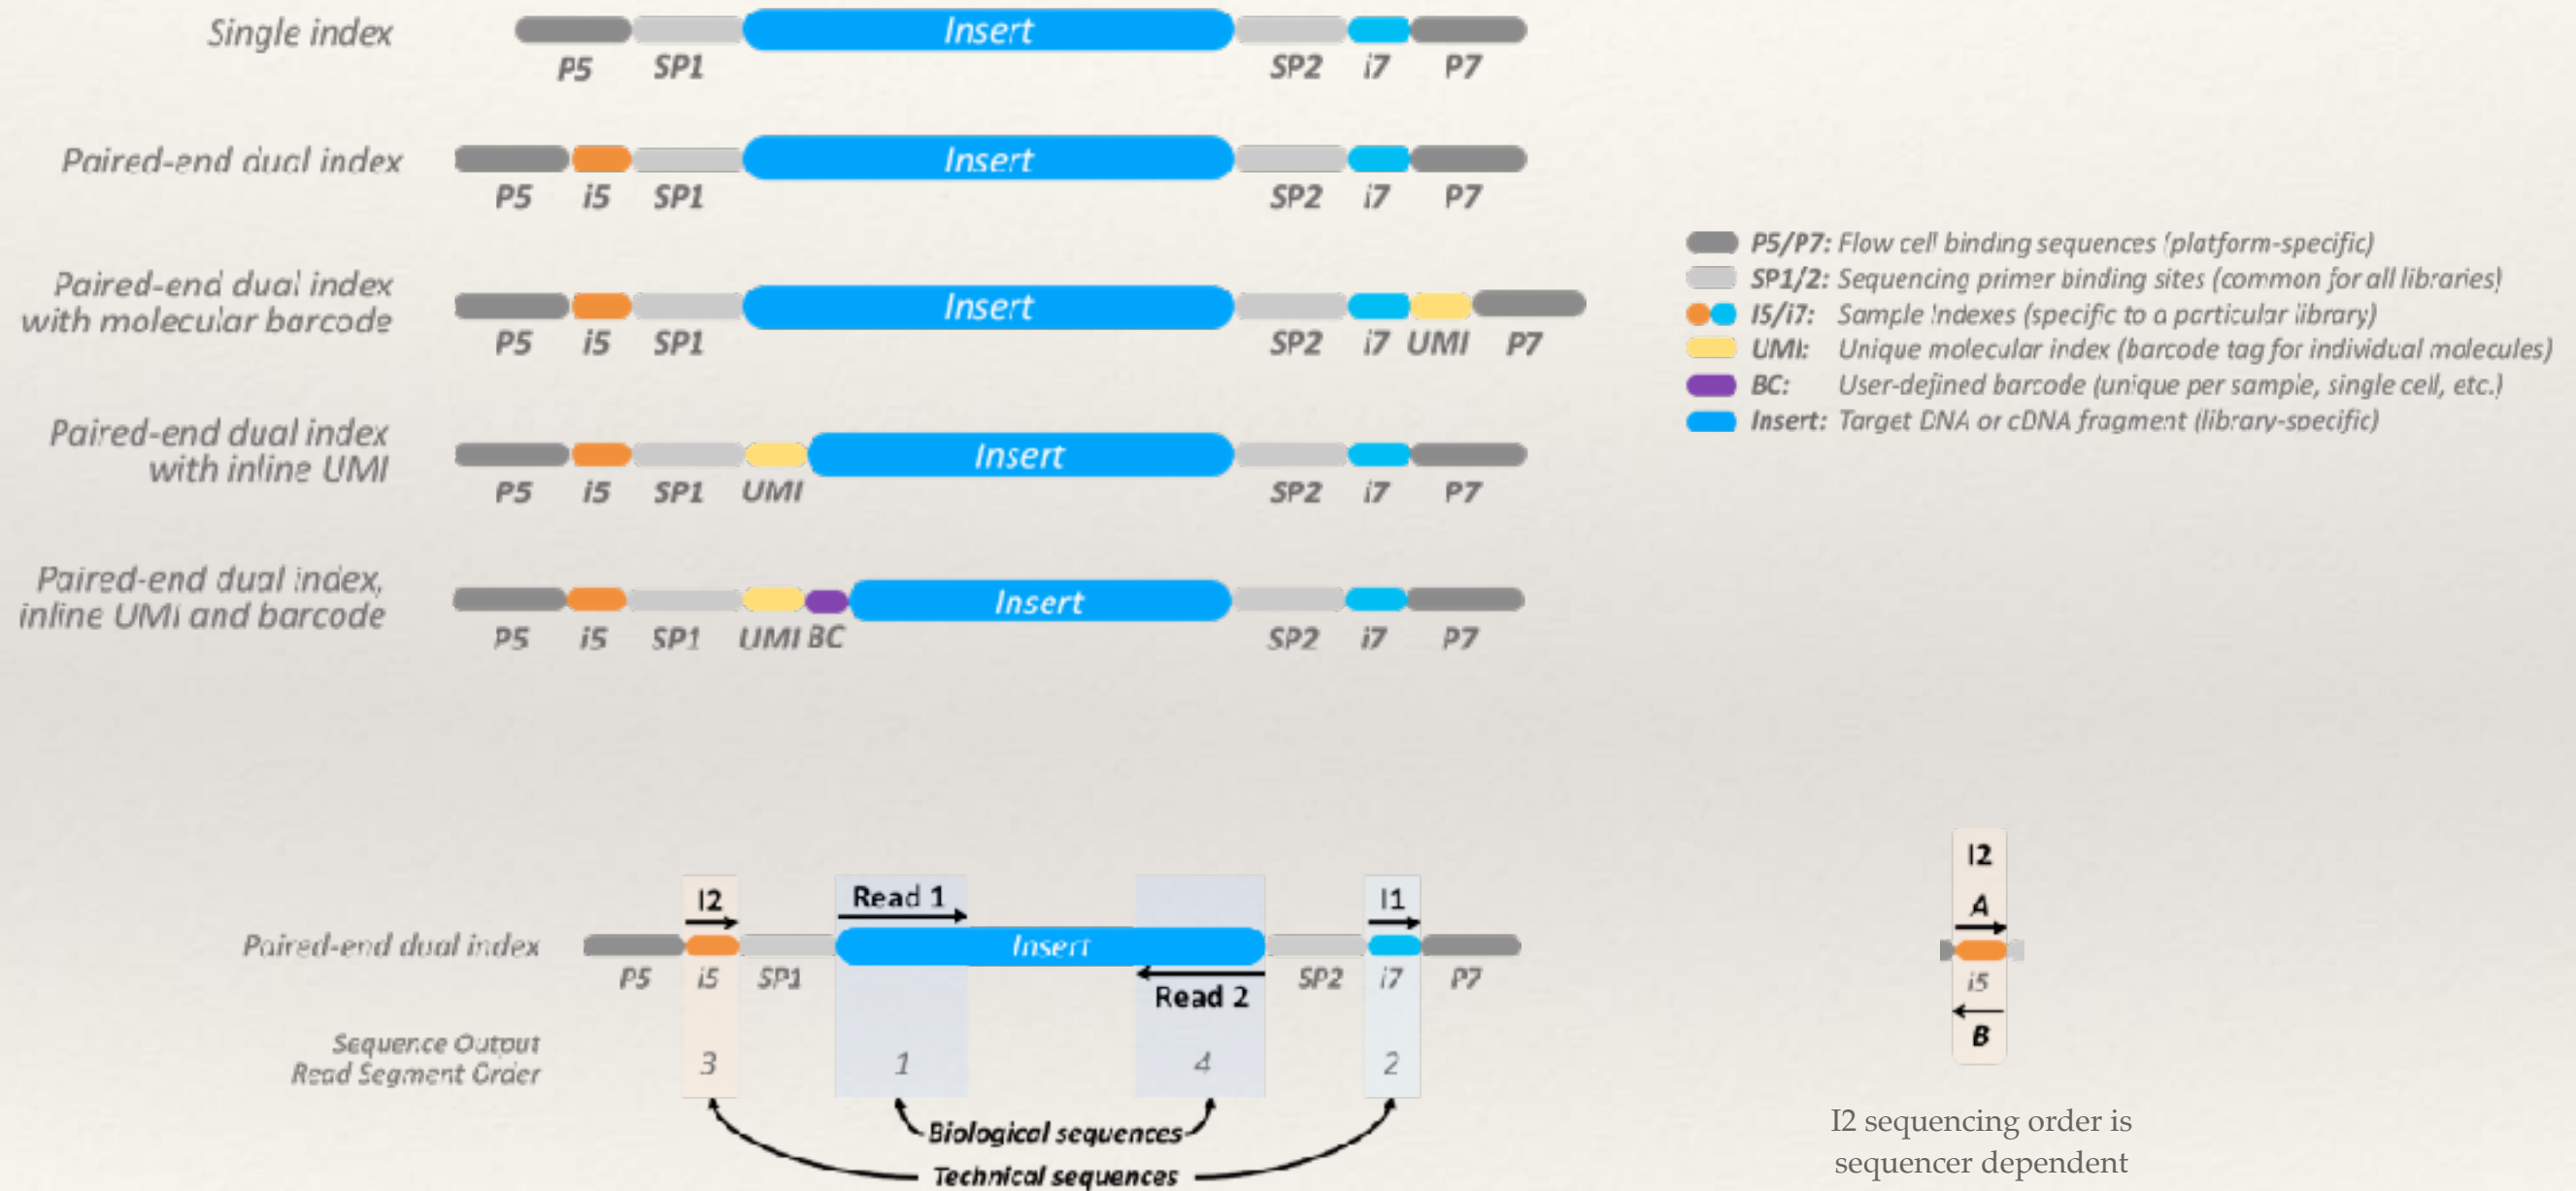 Single index
Insert
P5 SP1 SP2 i7 P7
Paired-end dual index
Insert
P5 i5 SP1 SP2 i7 P7
Paired-end dual index
with molecular barcode
Insert
P5 i5 SP1 SP2 i7 UMI P7
Paired-end dual index
with inline UMI
Insert
P5 i5 SP1 UMI SP2 i7 P7
Paired-end dual index,
inline UMI and barcode
Insert
P5 i5 SP1 UMI BC SP2 i7 P7
P5/P7: Flow cell binding sequences (platform-specific)
SP1/2: Sequencing primer binding sites (common for all libraries)
I5/i7: Sample Indexes (specific to a particular library)
UMI: Unique molecular index (barcode tag for individual molecules)
BC: User-defined barcode (unique per sample, single cell, etc.)
Insert: Target DNA or cDNA fragment (library-specific)
I2 Read 1 I1
Paired-end dual index
Insert
P5 i5 SP1 SP2 i7 P7
Read 2
Sequence Output
Read Segment Order
3 1 4 2
Biological sequences
Technical sequences
I2
A
i5
B
I2 sequencing order is
sequencer dependent